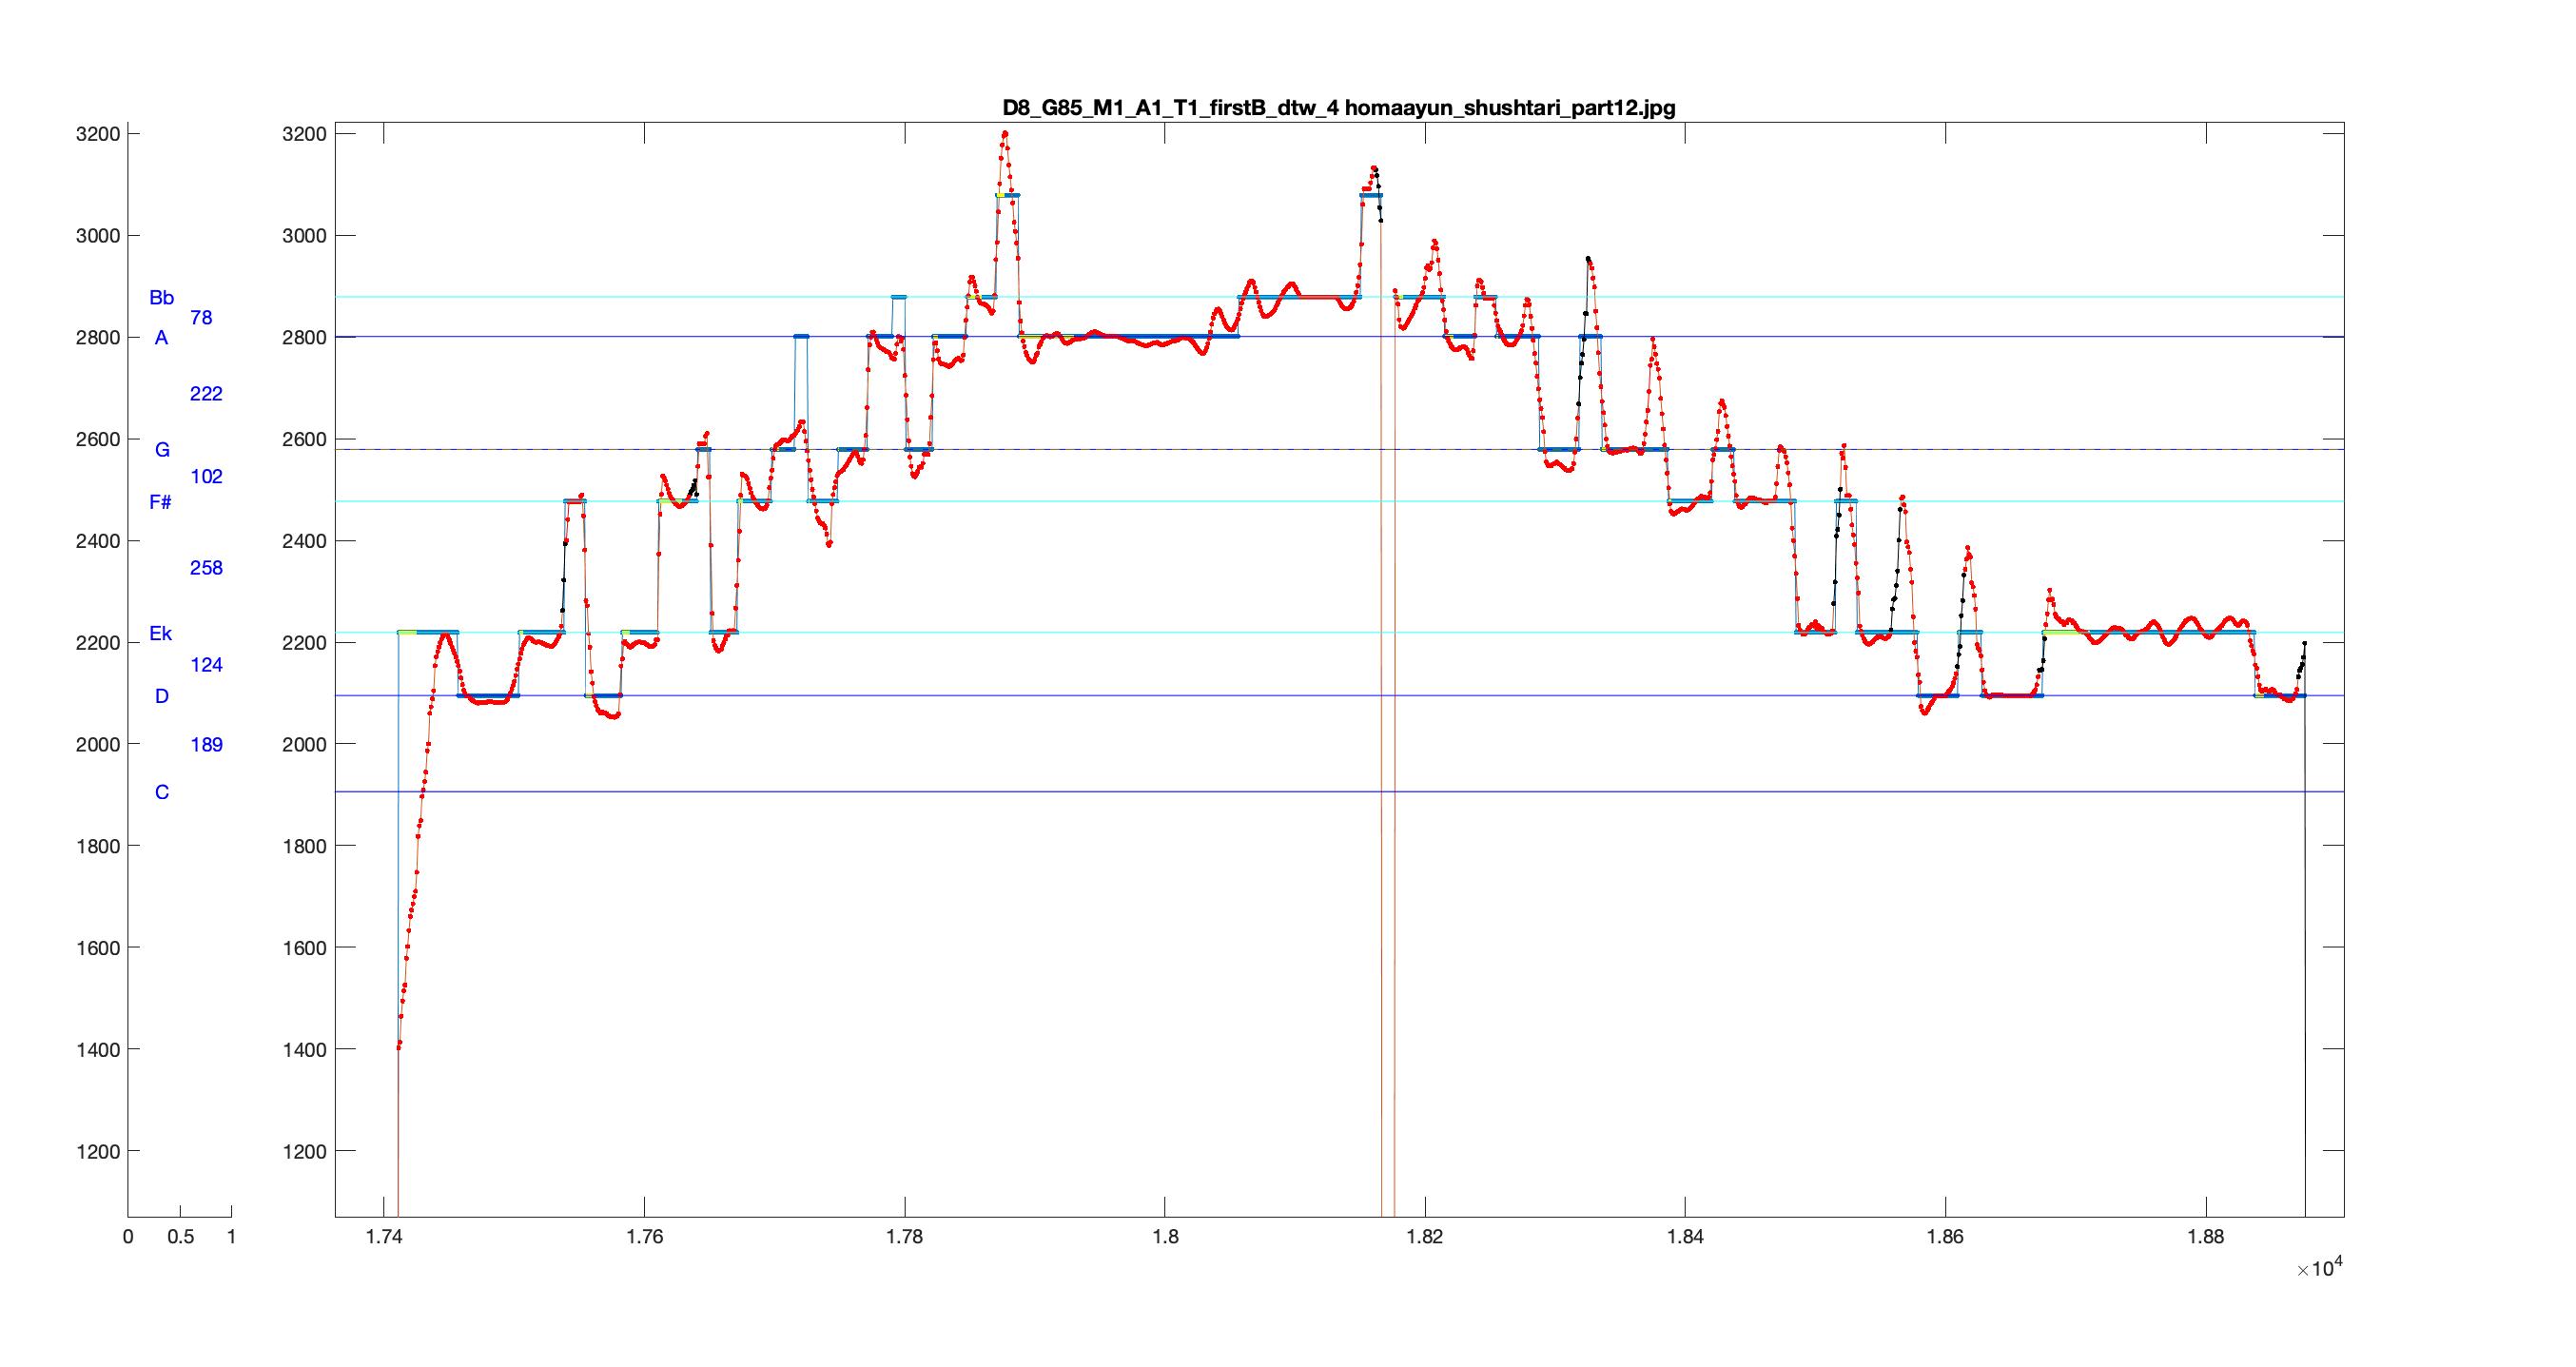 D8_G85_M1_A1_T1_firstB_dtw_4 homaayun_shushtari_part12.jpg
3200 3200
3000 3000
Bb
78
2800 A 2800
222
2600 G 2600
102
F#
2400 2400
258
2200 Ek 2200
124
D
2000 189 2000
C
1800 1800
1600 1600
1400 1400
1200 1200
0 0.5 1 1.74 1.76 1.78 1.8 1.82 1.84 1.86 1.88
×10^4